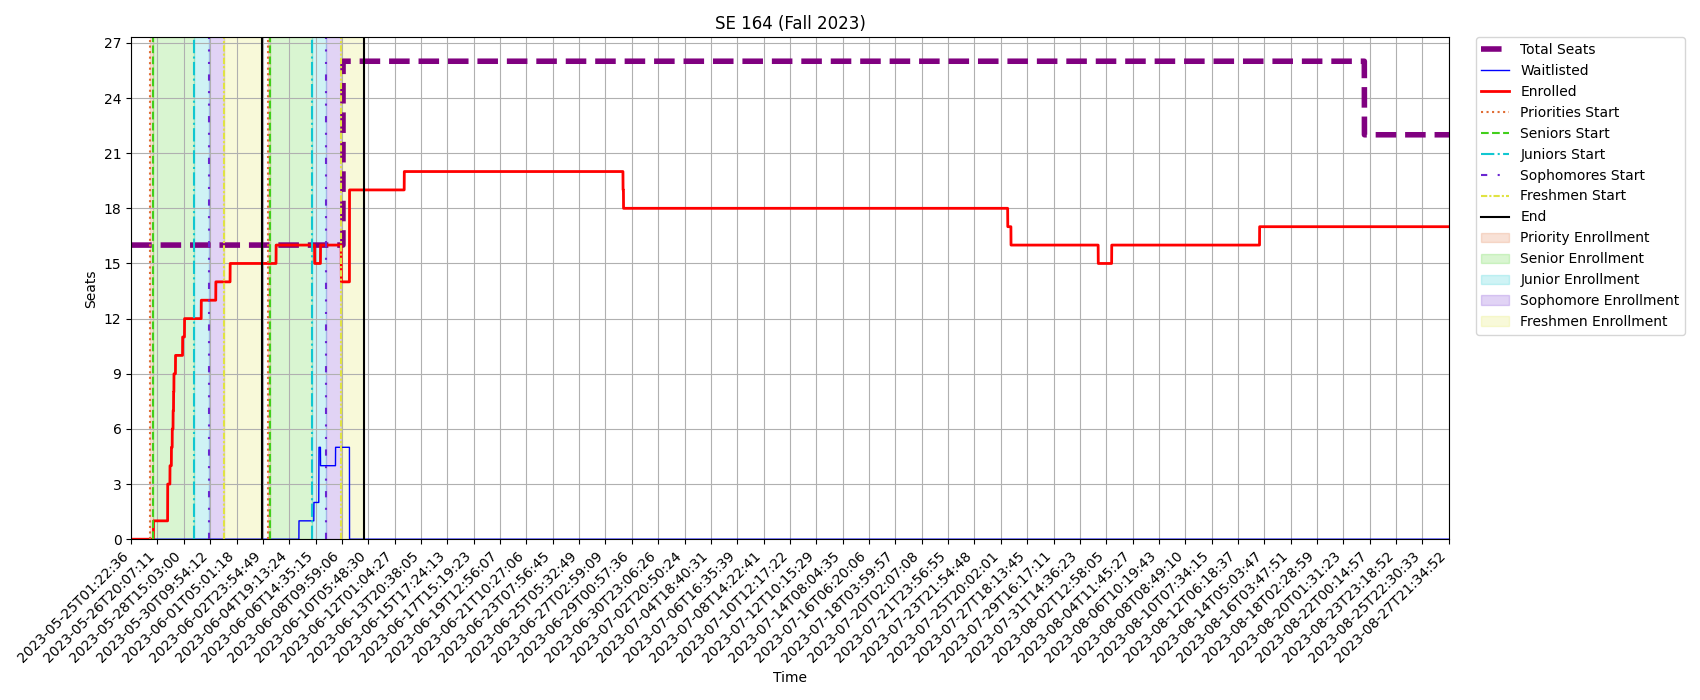 SE 164 (Fall 2023)
27
24
21
18
15
12
9
6
3
0
Seats
2023-05-25T01:22:36
2023-05-26T20:07:11
2023-05-28T15:03:00
2023-05-30T09:54:12
2023-06-01T05:01:18
2023-06-02T23:54:49
2023-06-04T19:13:24
2023-06-06T14:35:15
2023-06-08T09:59:06
2023-06-10T05:48:30
2023-06-12T01:04:27
2023-06-13T20:38:05
2023-06-15T17:24:13
2023-06-17T15:19:23
2023-06-19T12:56:07
2023-06-21T10:27:06
2023-06-23T07:56:45
2023-06-25T05:32:49
2023-06-27T02:59:09
2023-06-29T00:57:36
2023-06-30T23:06:26
2023-07-02T20:50:24
2023-07-04T18:40:31
2023-07-06T16:35:39
2023-07-08T14:22:41
2023-07-10T12:17:22
2023-07-12T10:15:29
2023-07-14T08:04:35
2023-07-16T06:20:06
2023-07-18T03:59:57
2023-07-20T02:07:08
2023-07-21T23:56:55
2023-07-23T21:54:48
2023-07-25T20:02:01
2023-07-27T18:13:45
2023-07-29T16:17:11
2023-07-31T14:36:23
2023-08-02T12:58:05
2023-08-04T11:45:27
2023-08-06T10:19:43
2023-08-08T08:49:10
2023-08-10T07:34:15
2023-08-12T06:18:37
2023-08-14T05:03:47
2023-08-16T03:47:51
2023-08-18T02:28:59
2023-08-20T01:31:23
2023-08-22T00:14:57
2023-08-23T23:18:52
2023-08-25T22:30:33
2023-08-27T21:34:52
Time
Total Seats
Waitlisted
Enrolled
Priorities Start
Seniors Start
Juniors Start
Sophomores Start
Freshmen Start
End
Priority Enrollment
Senior Enrollment
Junior Enrollment
Sophomore Enrollment
Freshmen Enrollment